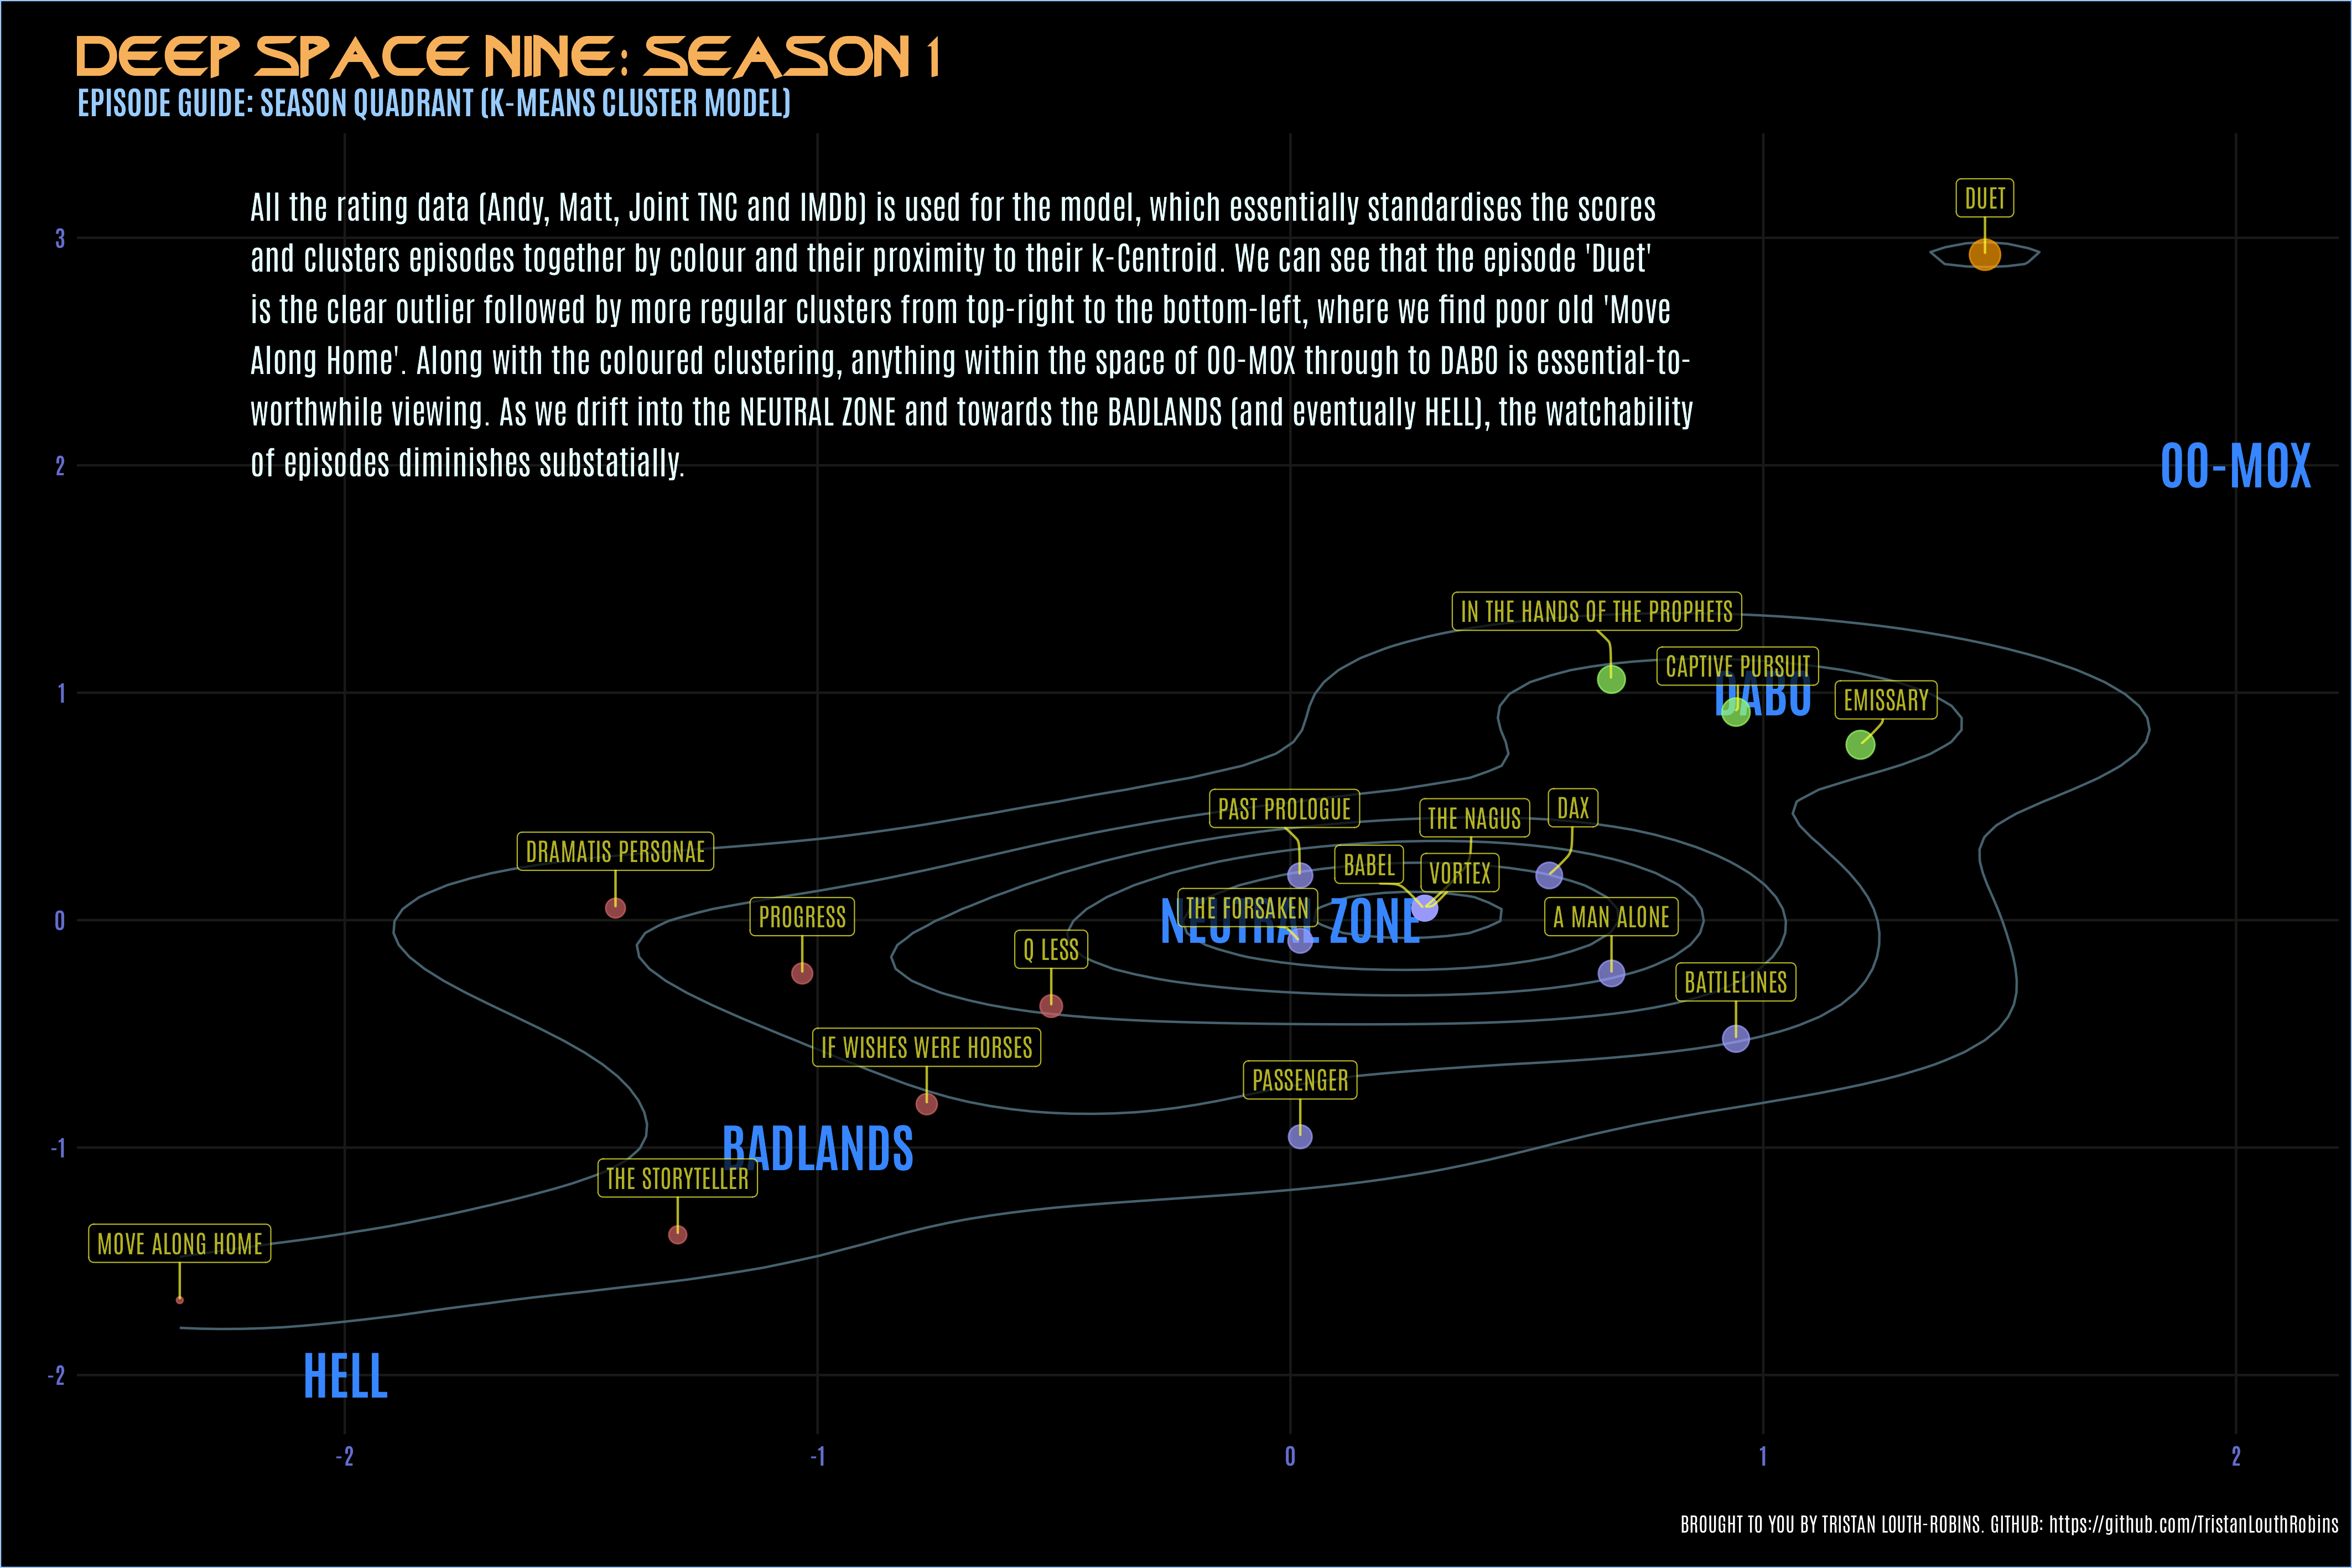 DEEP SPACE NINE: SEASON 1
EPISODE GUIDE: SEASON QUADRANT (K-MEANS CLUSTER MODEL)
All the rating data (Andy, Matt, Joint TNC and IMDb) is used for the model, which essentially standardises the scores
and clusters episodes together by colour and their proximity to their k-Centroid. We can see that the episode 'Duet'
is the clear outlier followed by more regular clusters from top-right to the bottom-left, where we find poor old 'Move
Along Home'. Along with the coloured clustering, anything within the space of OO-MOX through to DABO is essential-to-
worthwhile viewing. As we drift into the NEUTRAL ZONE and towards the BADLANDS (and eventually HELL), the watchability
of episodes diminishes substatially.
DUET
3
2
OO-MOX
IN THE HANDS OF THE PROPHETS
CAPTIVE PURSUIT
1
DABO
EMISSARY
PAST PROLOGUE
THE NAGUS
DAX
DRAMATIS PERSONAE
BABEL
VORTEX
THE FORSAKEN
0
PROGRESS
NEUTRAL ZONE
A MAN ALONE
Q LESS
BATTLELINES
IF WISHES WERE HORSES
PASSENGER
-1
BADLANDS
THE STORYTELLER
MOVE ALONG HOME
-2
HELL
-2
-1
0
1
2
BROUGHT TO YOU BY TRISTAN LOUTH-ROBINS. GITHUB: https://github.com/TristanLouthRobins